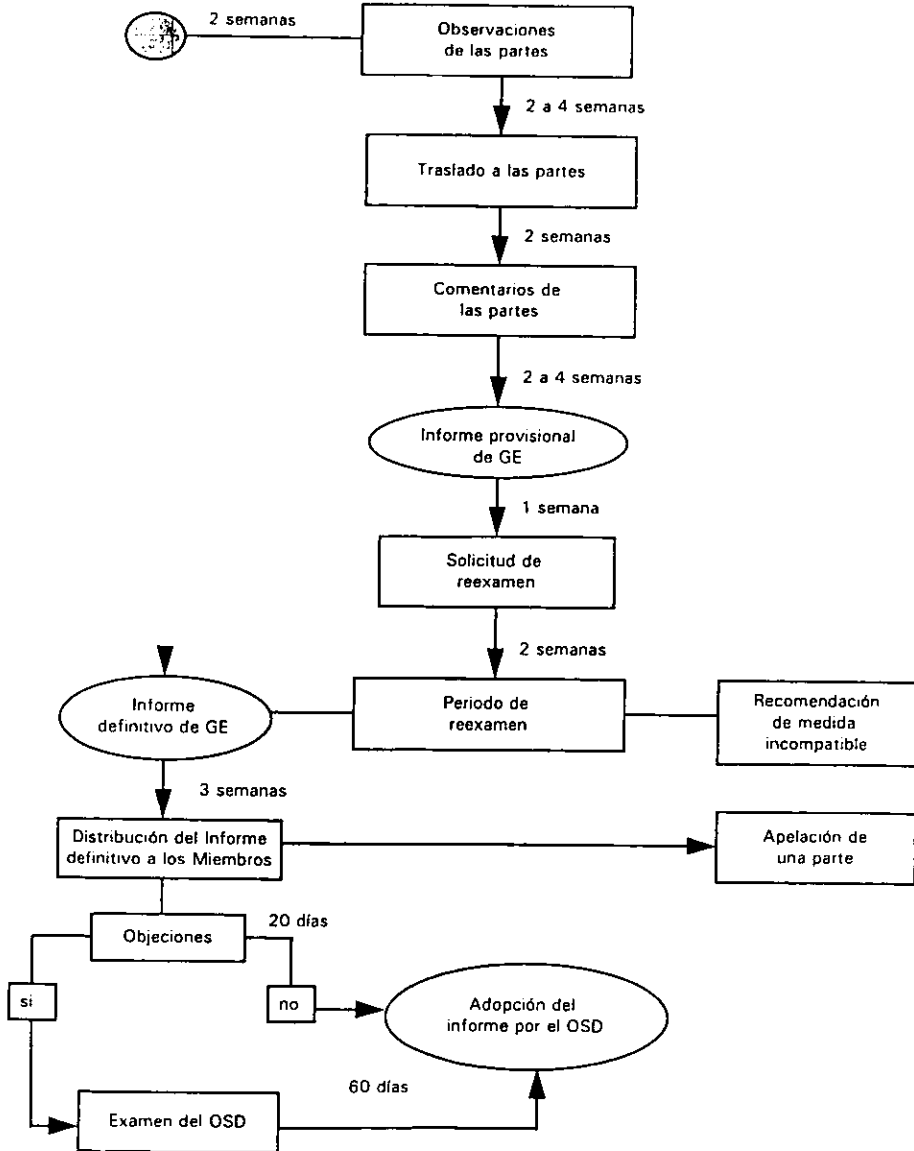 2 semanas
Observaciones
de las partes
2 a 4 semanas
Traslado a las partes
2 semanas
Comentarios de
las partes
2 a 4 semanas
Informe provisional
de GE
1 semana
Solicitud de
reexamen
2 semanas
Informe
definitivo de GE
Periodo de
reexamen
Recomendación
de medida
incompatible
3 semanas
Distribución del Informe
definitivo a los Miembros
Apelación de
una parte
Objeciones
20 días
si
no
Adopción del
informe por el OSD
60 días
Examen del OSD